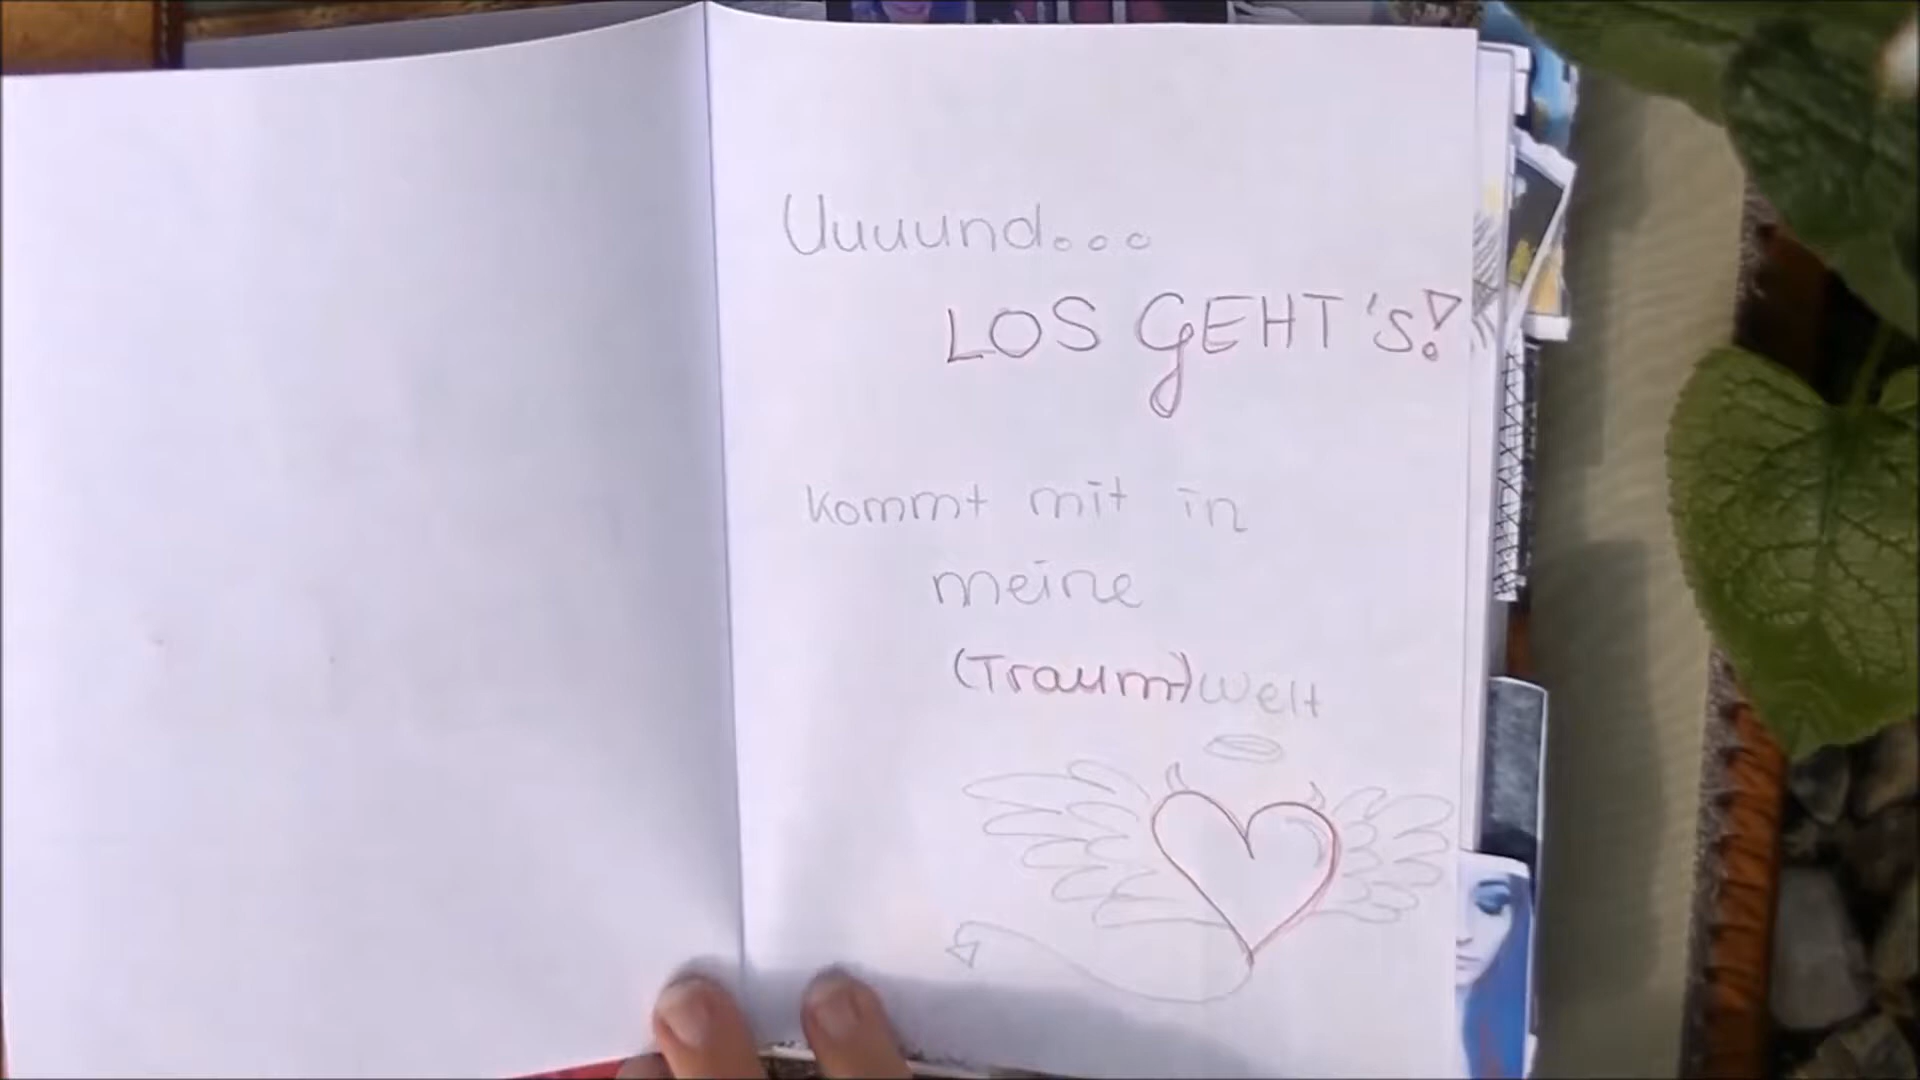 Uuuund...
LOS GEHT's!
kommt mit in
meine
(Traum-)welt